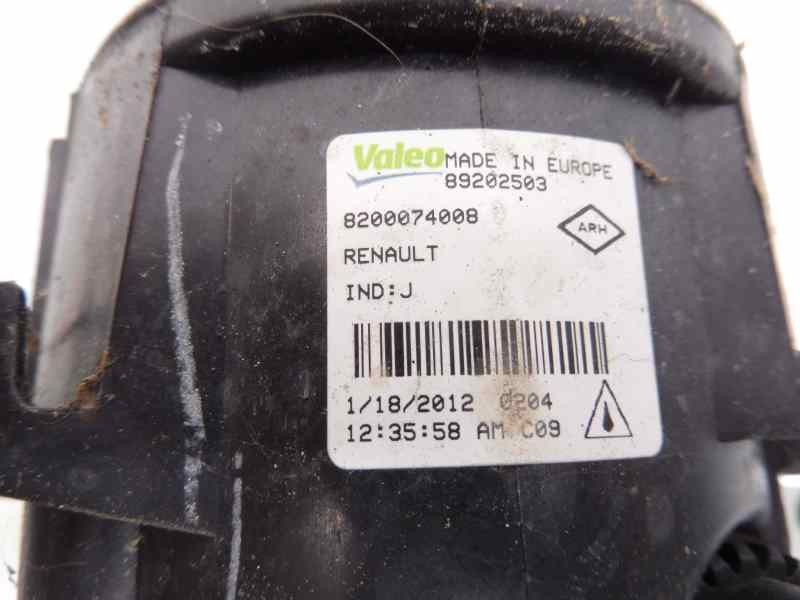 Valeo MADE IN EUROPE
89202503
8200074008
ARH
RENAULT
IND:J
1/18/2012 0204
12:35:58 AM C09